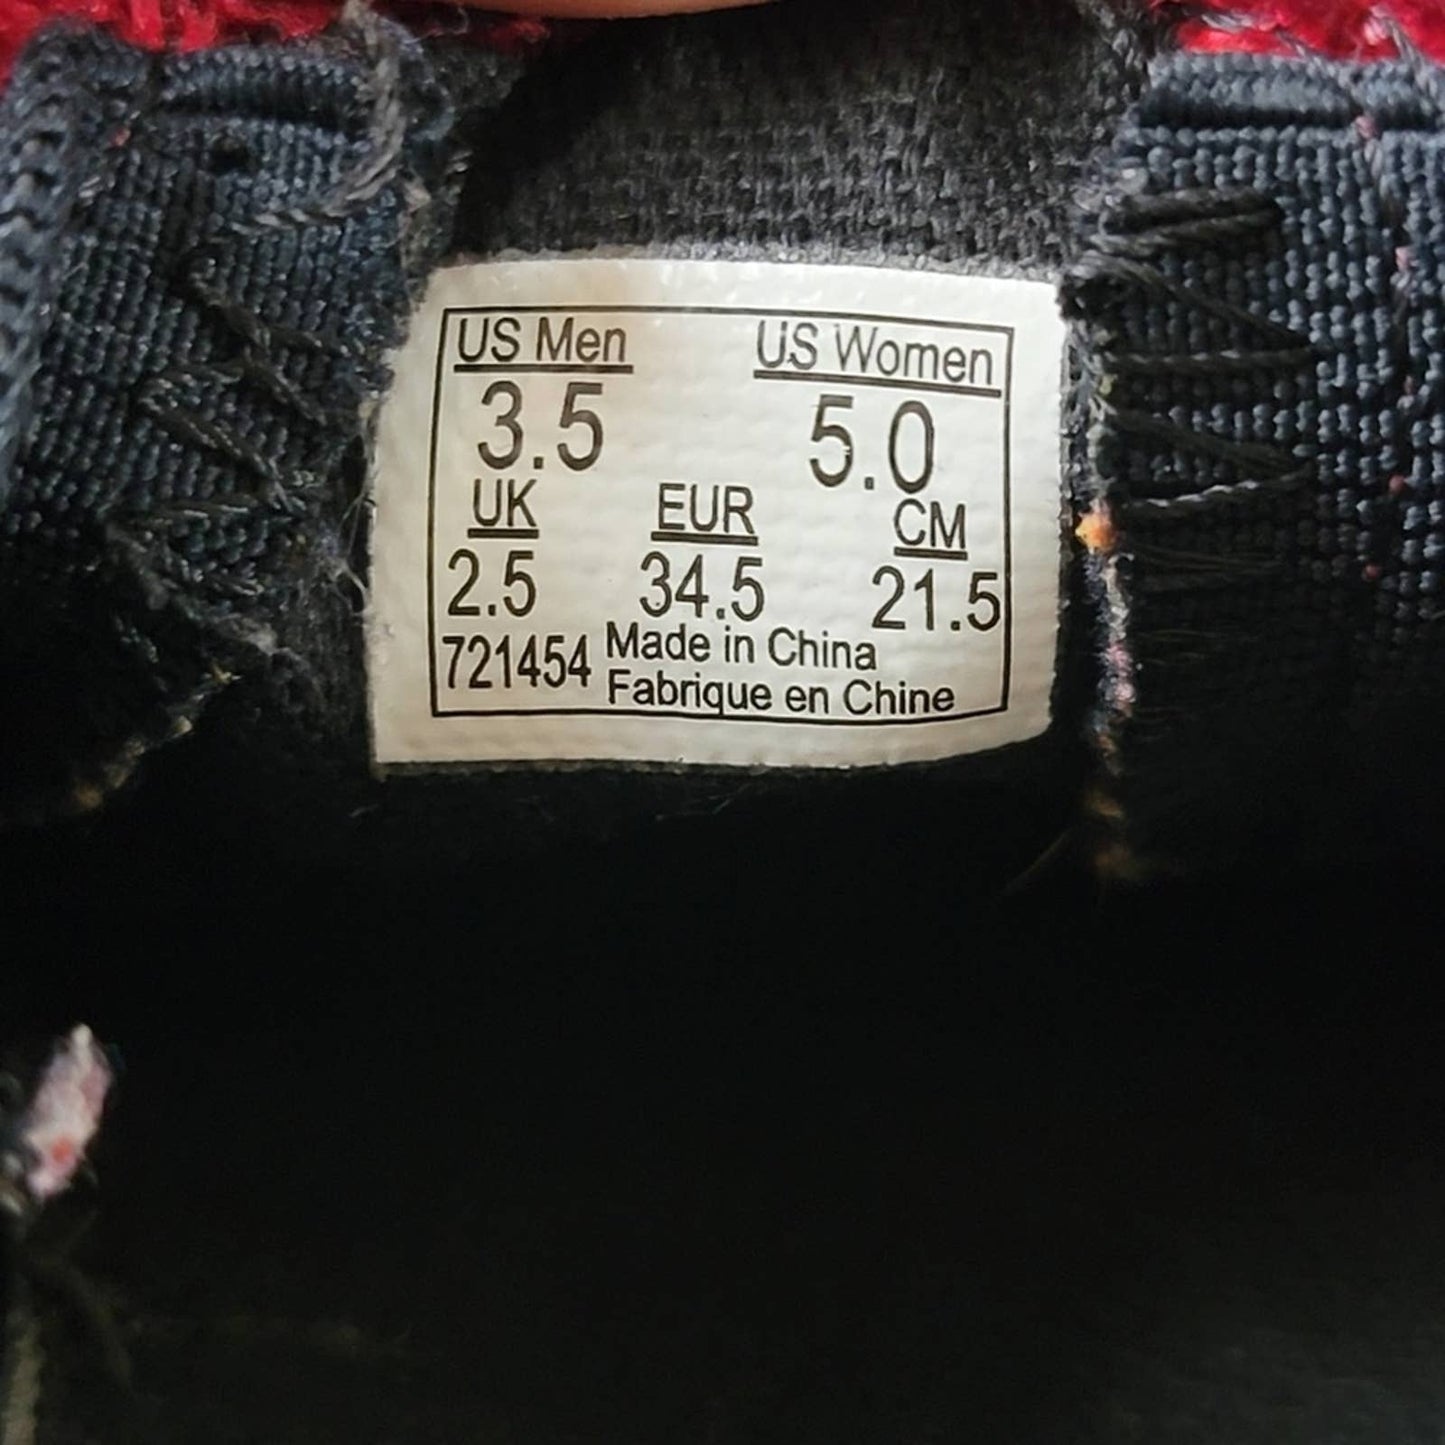 US Men US Women
3.5 5.0
UK EUR CM
2.5 34.5 21.5
721454 Made in China
Fabrique en Chine